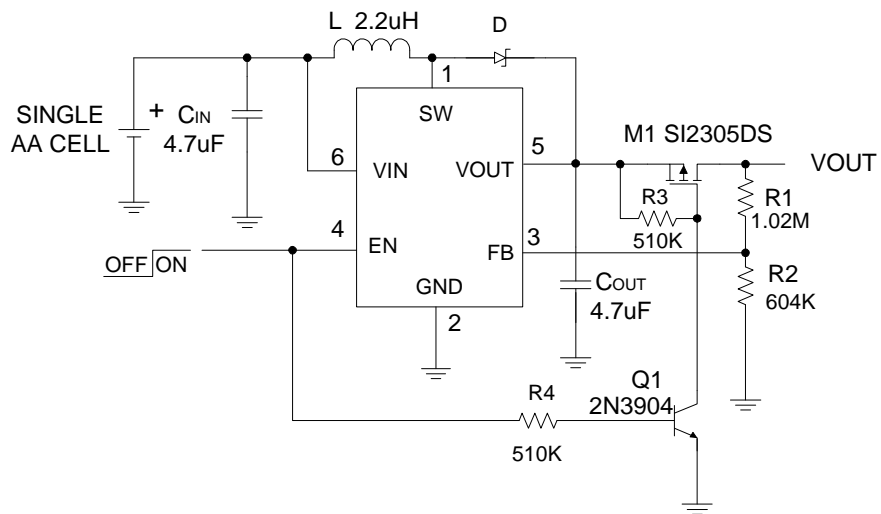 L 2.2uH
D
1
SW
SINGLE
AA CELL
+
CIN
4.7uF
M1 SI2305DS
6
VIN
VOUT
5
VOUT
R3
510K
R1
1.02M
4
EN
FB
3
OFF ON
GND
2
COUT
4.7uF
R2
604K
R4
510K
Q1
2N3904